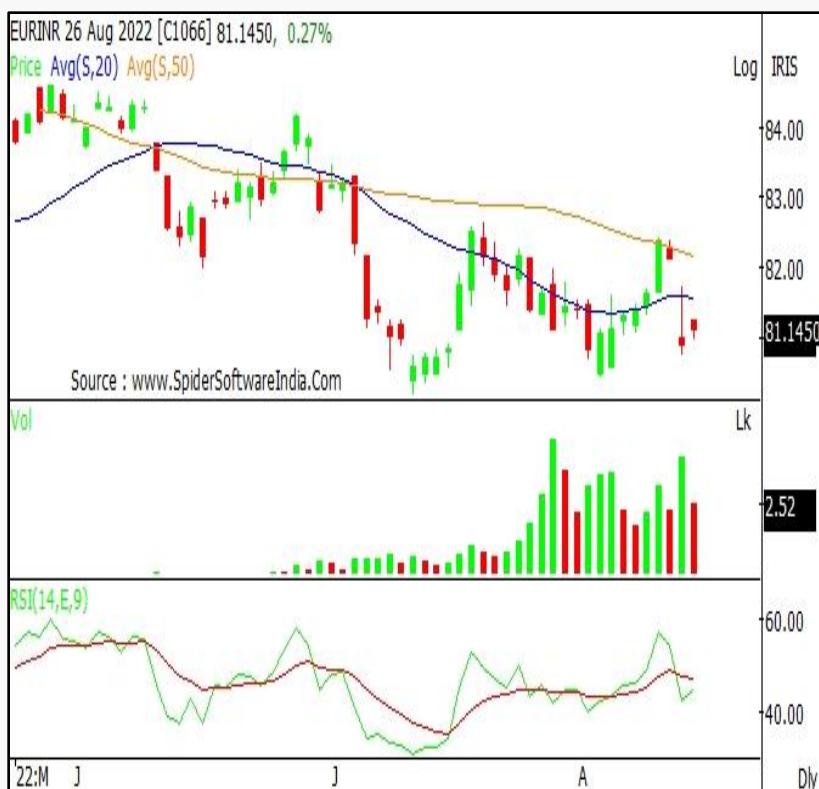 EURINR 26 Aug 2022 [C1066] 81.1450, 0.27%
Price Avg(S,20) Avg(S,50)
Log IRIS
84.00
83.00
82.00
81.1450
Source : www.SpiderSoftwareIndia.Com
Vol
Lk
2.52
RSI(14,E,9)
60.00
40.00
22:M J J A Dly